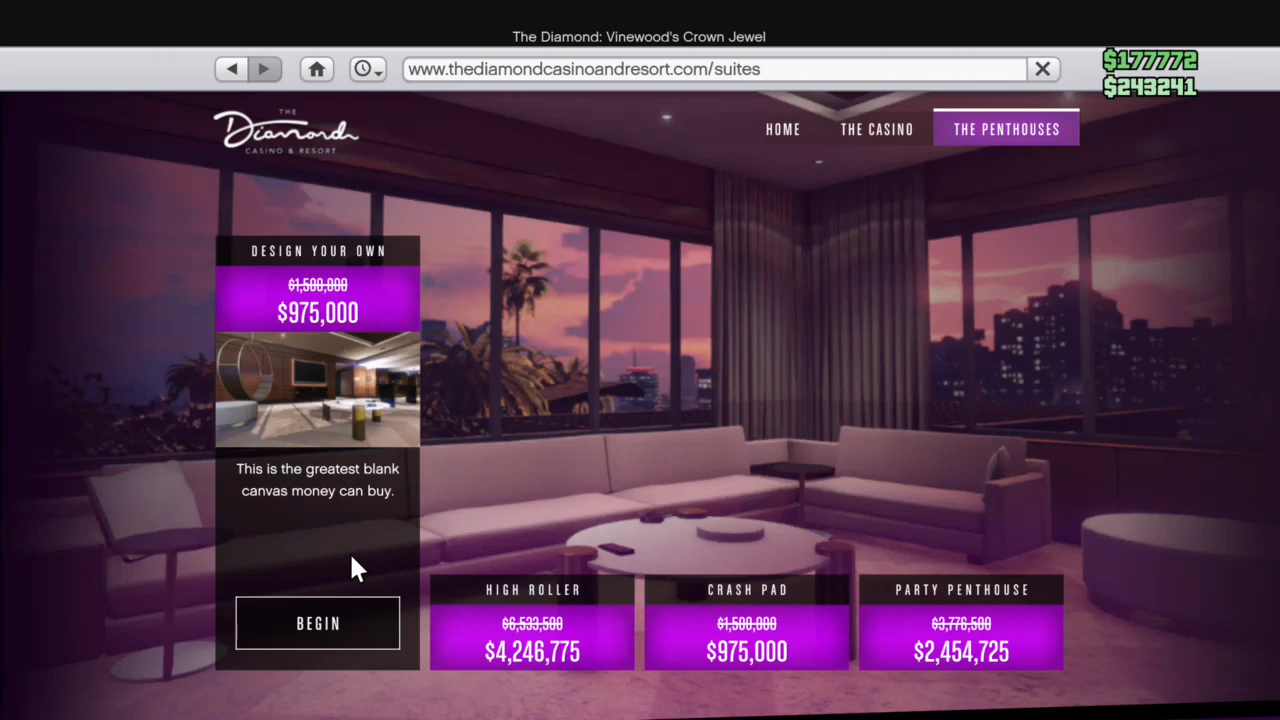 The Diamond: Vinewood's Crown Jewel
www.thediamondcasinoandresort.com/suites
$177772
$243241
THE
Diamond
CASINO & RESORT
HOME
THE CASINO
THE PENTHOUSES
DESIGN YOUR OWN
$1,500,000
$975,000
This is the greatest blank
canvas money can buy.
BEGIN
HIGH ROLLER
$6,533,500
$4,246,775
CRASH PAD
$1,500,000
$975,000
PARTY PENTHOUSE
$3,776,500
$2,454,725